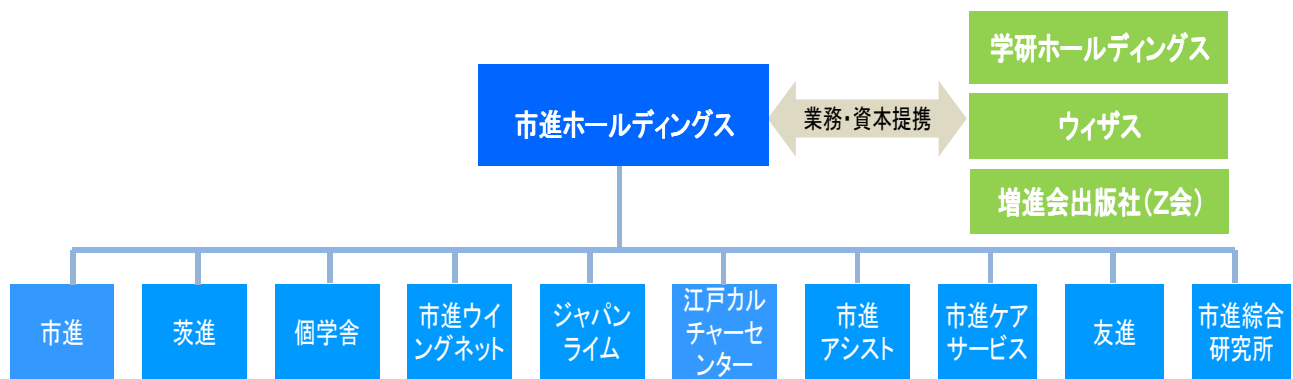 学研ホールディングス
市進ホールディングス
業務・資本提携
ウィザス
増進会出版社(Z会)
市進
茨進
個学舎
市進ウイ
ングネット
ジャパン
ライム
江戸カル
チャーセ
ンター
市進
アシスト
市進ケア
サービス
友進
市進綜合
研究所